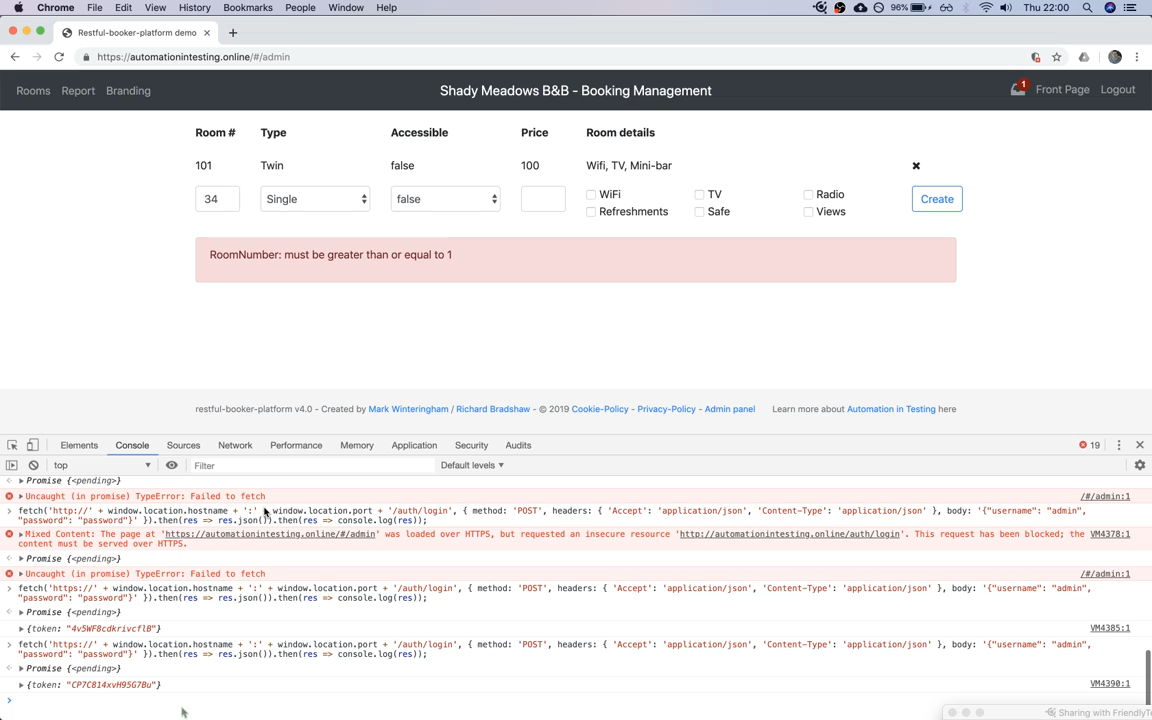 Chrome File Edit View History Bookmarks People Window Help 96% Thu 22:00
Restful-booker-platform demo
https://automationintesting.online/#/admin
Rooms Report Branding Shady Meadows B&B - Booking Management 1 Front Page Logout
Room # Type Accessible Price Room details
101 Twin false 100 Wifi, TV, Mini-bar
34 Single false WiFi TV Radio Create
Refreshments Safe Views
RoomNumber: must be greater than or equal to 1
restful-booker-platform v4.0 - Created by Mark Winteringham / Richard Bradshaw - © 2019 Cookie-Policy - Privacy-Policy - Admin panel Learn more about Automation in Testing here
Elements Console Sources Network Performance Memory Application Security Audits 19
top Filter Default levels
Promise {<pending>}
Uncaught (in promise) TypeError: Failed to fetch /#/admin:1
fetch('http://' + window.location.hostname + ':' + window.location.port + '/auth/login', { method: 'POST', headers: { 'Accept': 'application/json', 'Content-Type': 'application/json' }, body: '{"username": "admin",
"password": "password"}' }).then(res => res.json()).then(res => console.log(res));
Mixed Content: The page at 'https://automationintesting.online/#/admin' was loaded over HTTPS, but requested an insecure resource 'http://automationintesting.online/auth/login'. This request has been blocked; the VM4378:1
content must be served over HTTPS.
Promise {<pending>}
Uncaught (in promise) TypeError: Failed to fetch /#/admin:1
fetch('https://' + window.location.hostname + ':' + window.location.port + '/auth/login', { method: 'POST', headers: { 'Accept': 'application/json', 'Content-Type': 'application/json' }, body: '{"username": "admin",
"password": "password"}' }).then(res => res.json()).then(res => console.log(res));
Promise {<pending>}
{token: "4v5WF8cdkrivcflB"} VM4385:1
fetch('https://' + window.location.hostname + ':' + window.location.port + '/auth/login', { method: 'POST', headers: { 'Accept': 'application/json', 'Content-Type': 'application/json' }, body: '{"username": "admin",
"password": "password"}' }).then(res => res.json()).then(res => console.log(res));
Promise {<pending>}
{token: "CP7C814xvH95G7Bu"} VM4390:1
Sharing with FriendlyTe